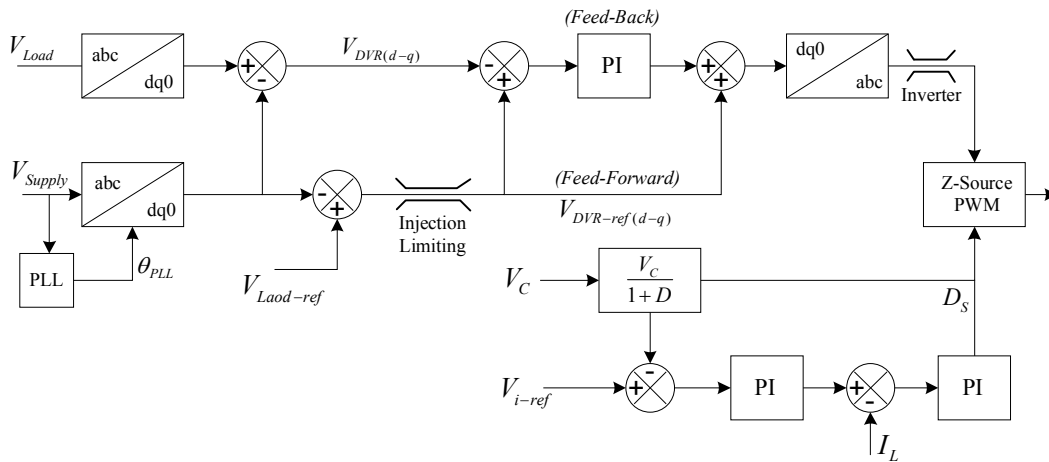 (Feed-Back)
V_Load
abc
dq0
+
-
V_DVR(d-q)
-
+
PI
+
+
dq0
abc
Inverter
V_Supply
abc
dq0
-
+
Injection
Limiting
(Feed-Forward)
V_DVR-ref(d-q)
Z-Source
PWM
PLL
θ_PLL
V_Laod-ref
V_C
V_C
1+D
D_S
V_i-ref
+
-
PI
+
-
PI
I_L